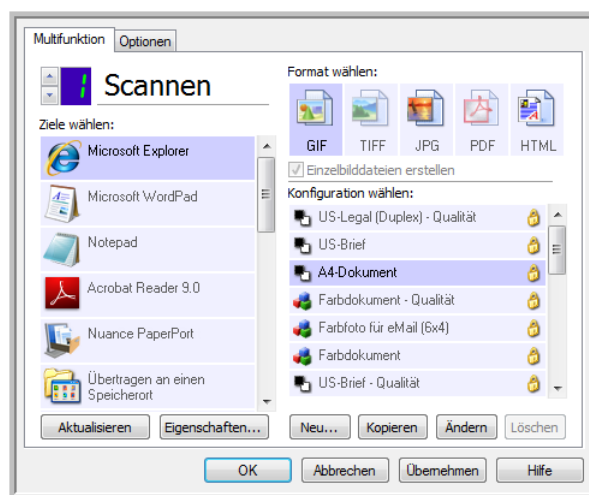 Multifunktion
Optionen
1
Scannen
Ziele wählen:
Microsoft Explorer
Microsoft WordPad
Notepad
Acrobat Reader 9.0
Nuance PaperPort
Übertragen an einen
Speicherort
Aktualisieren
Eigenschaften...
Format wählen:
GIF
TIFF
JPG
PDF
HTML
Einzelbilddateien erstellen
Konfiguration wählen:
US-Legal (Duplex) - Qualität
US-Brief
A4-Dokument
Farbdokument - Qualität
Farbfoto für eMail (6x4)
Farbdokument
US-Brief - Qualität
Neu...
Kopieren
Ändern
Löschen
OK
Abbrechen
Übernehmen
Hilfe